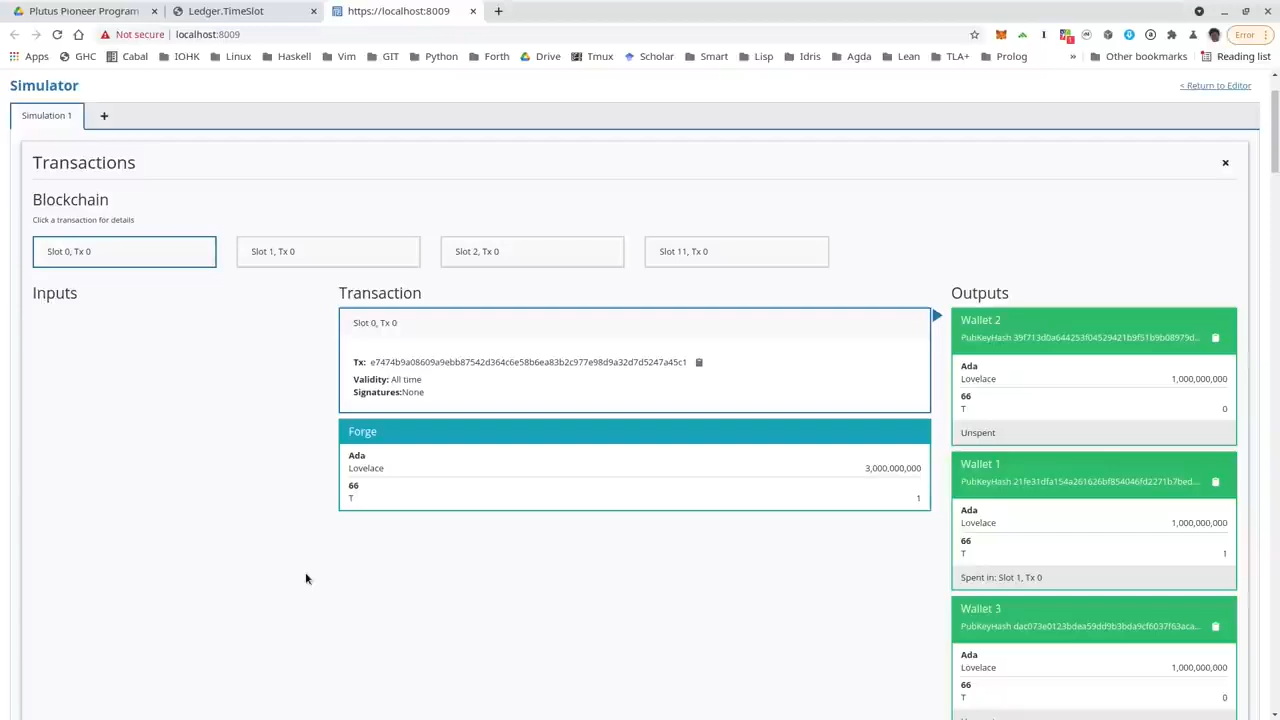 Plutus Pioneer Program
Ledger.TimeSlot
https://localhost:8009
Not secure
localhost:8009
Error
Apps
GHC
Cabal
IOHK
Linux
Haskell
Vim
GIT
Python
Forth
Drive
Tmux
Scholar
Smart
Lisp
Idris
Agda
Lean
TLA+
Prolog
»
Other bookmarks
Reading list
Simulator
< Return to Editor
Simulation 1
+
Transactions
Blockchain
Click a transaction for details
Slot 0, Tx 0
Slot 1, Tx 0
Slot 2, Tx 0
Slot 11, Tx 0
Inputs
Transaction
Slot 0, Tx 0
Tx: e7474b9a08609a9ebb87542d364c6e58b6ea83b2c977e98d9a32d7d5247a45c1
Validity: All time
Signatures:None
Forge
Ada
Lovelace 3,000,000,000
66
T 1
Outputs
Wallet 2
PubKeyHash 39f713d0a644253f04529421b9f51b9b08979d...
Ada
Lovelace 1,000,000,000
66
T 0
Unspent
Wallet 1
PubKeyHash 21fe31dfa154a261626bf854046fd2271b7bed...
Ada
Lovelace 1,000,000,000
66
T 1
Spent in: Slot 1, Tx 0
Wallet 3
PubKeyHash dac073e0123bdea59dd9b3bda9cf6037f63aca...
Ada
Lovelace 1,000,000,000
66
T 0